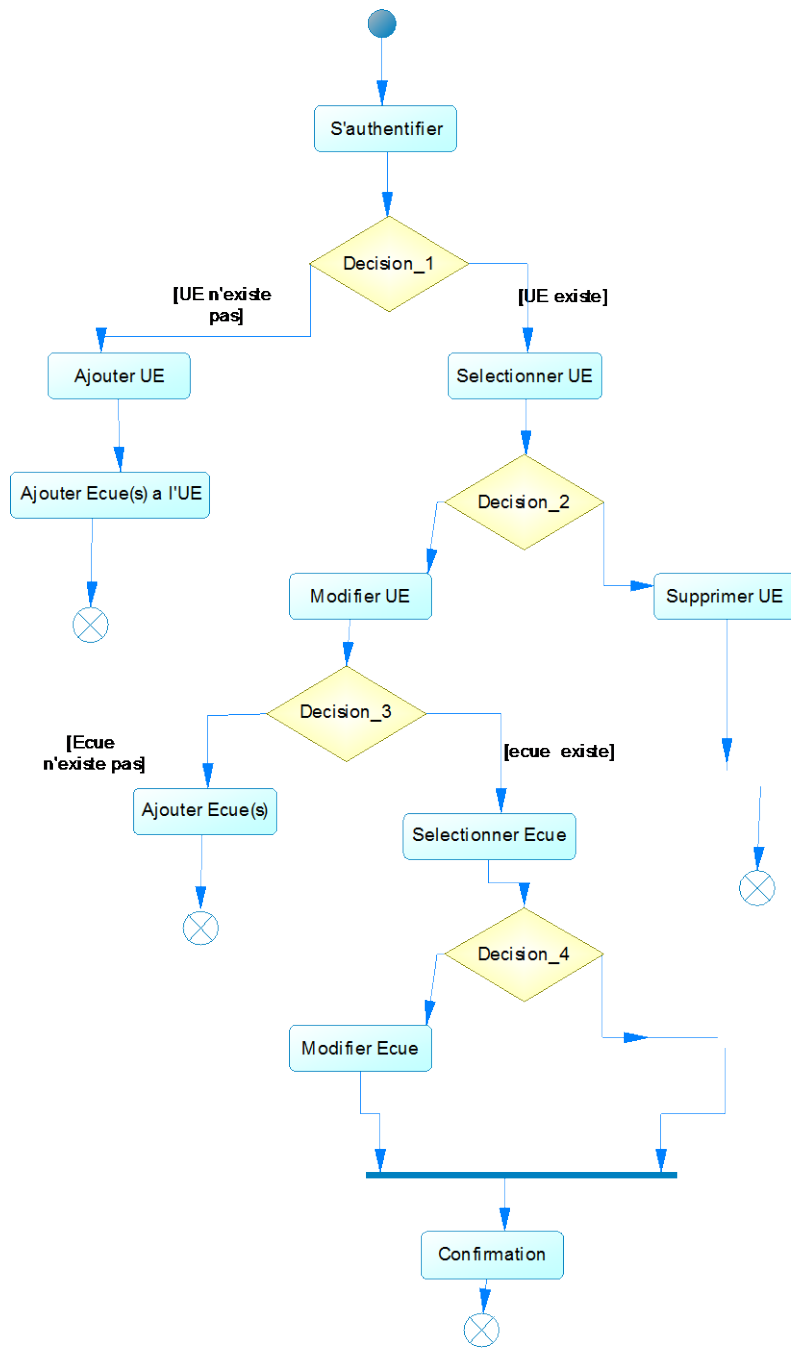 S'authentifier
Decision_1
[UE n'existe
pas]
[UE existe]
Ajouter UE
Selectionner UE
Ajouter Ecue(s) a l'UE
Decision_2
Modifier UE
Supprimer UE
Decision_3
[Ecue
n'existe pas]
[ecue existe]
Ajouter Ecue(s)
Selectionner Ecue
Decision_4
Modifier Ecue
Confirmation